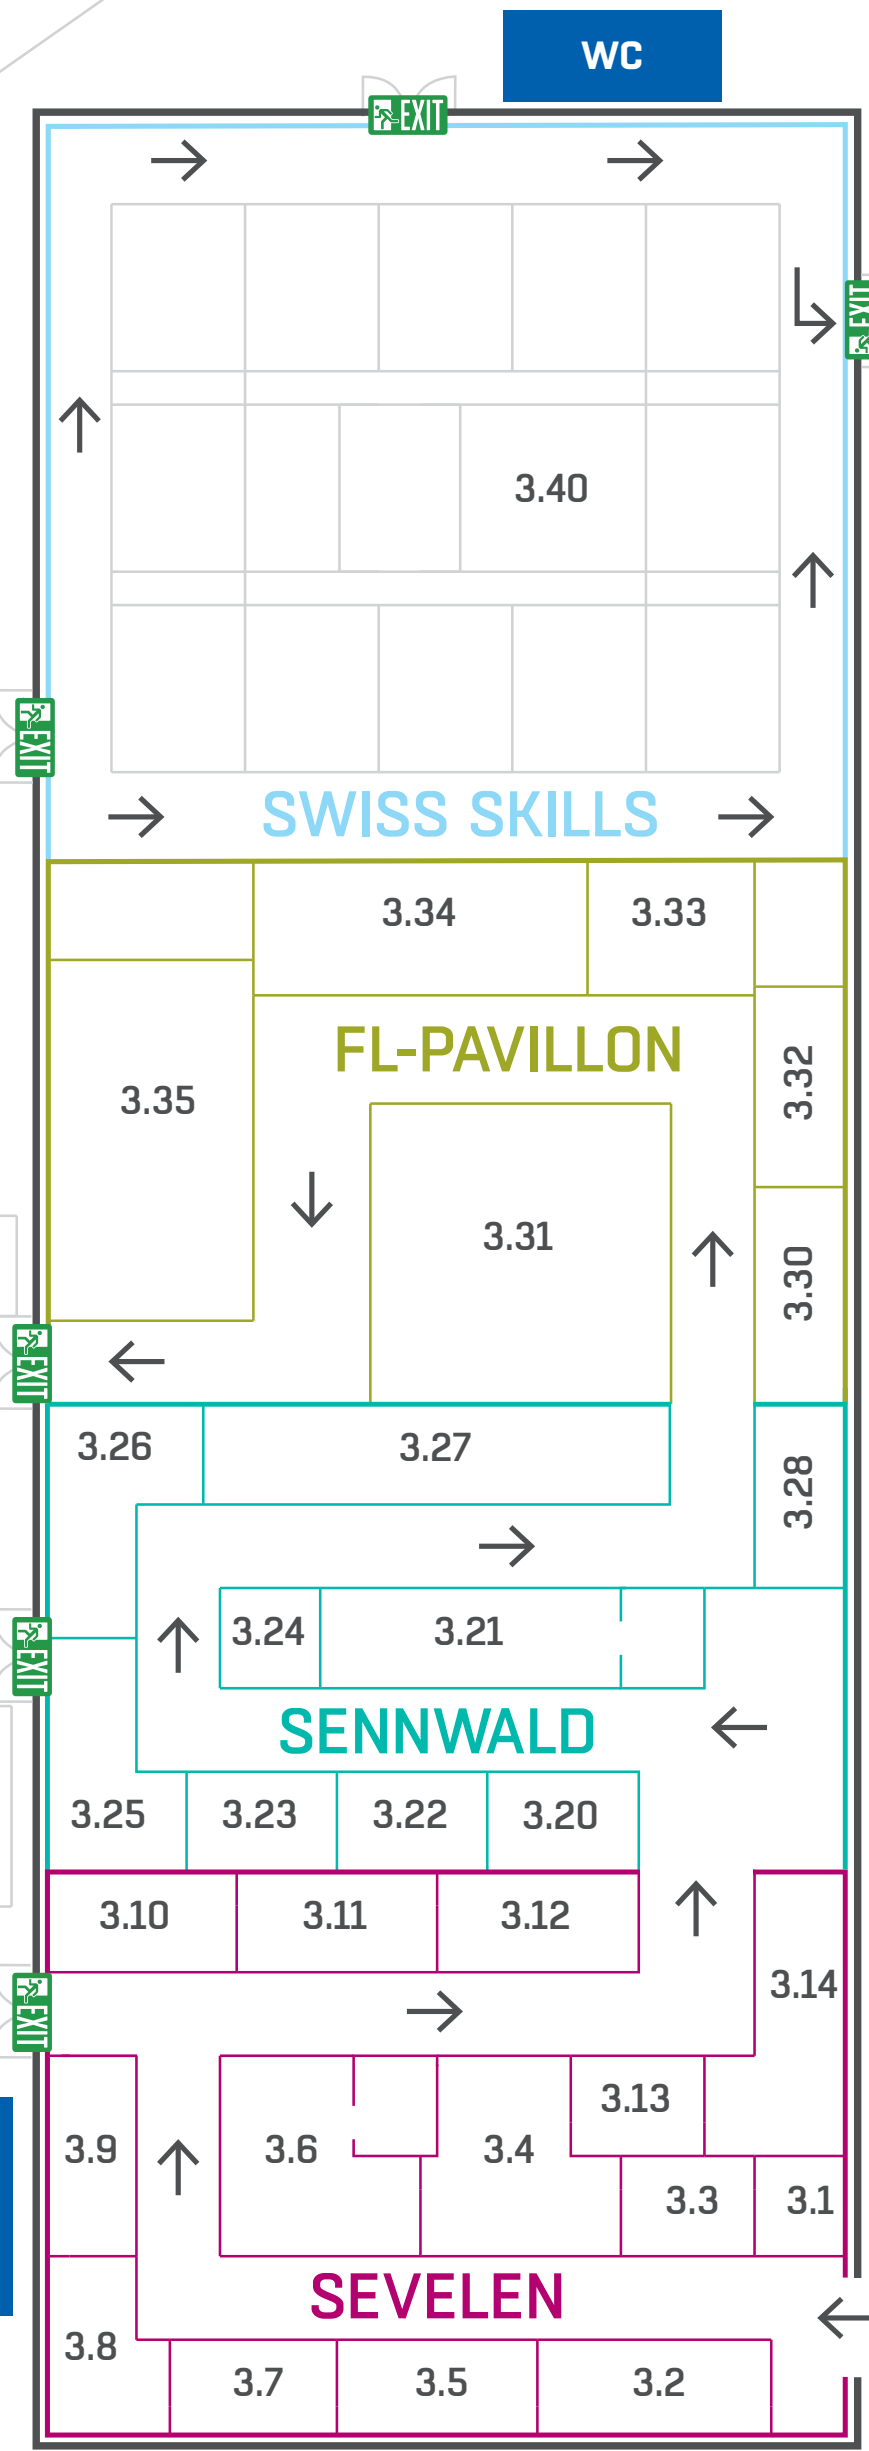 WC
EXIT
EXIT
3.40
EXIT
SWISS SKILLS
3.34
3.33
FL-PAVILLON
3.32
3.35
3.31
3.30
EXIT
3.26
3.27
3.28
3.24
3.21
EXIT
SENNWALD
3.25
3.23
3.22
3.20
3.10
3.11
3.12
3.14
EXIT
3.13
3.9
3.6
3.4
3.3
3.1
SEVELEN
3.8
3.7
3.5
3.2